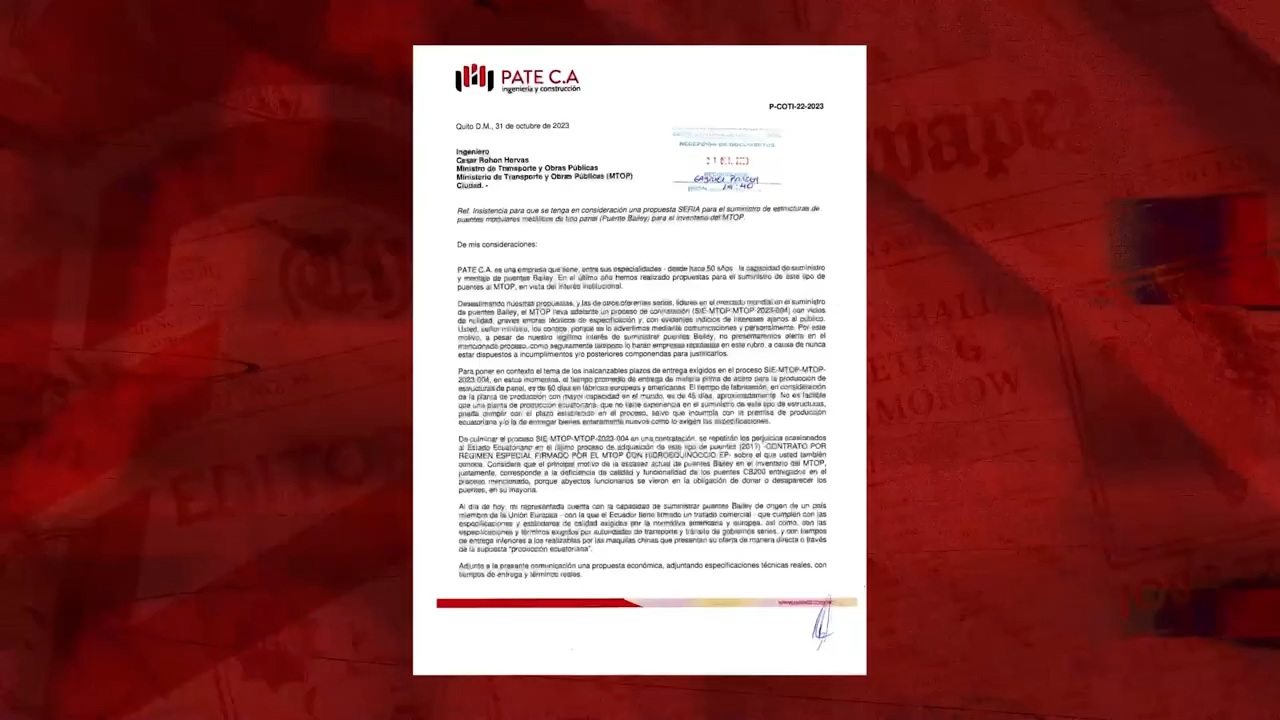 PATE C.A
ingeniería y construcción
P-COTI-22-2023
Quito D.M., 31 de octubre de 2023
RECEPCIÓN DE DOCUMENTOS
Ingeniero
Cesar Rohon Hervas
Ministro de Transporte y Obras Públicas
Ministerio de Transporte y Obras Públicas (MTOP)
Ciudad. -
Ref. Insistencia para que se tenga en consideración una propuesta SERIA para el suministro de estructuras de
puentes modulares metálicos de tipo panel (Puente Bailey) para el inventario del MTOP.
De mis consideraciones:
PATE C.A. es una empresa que tiene, entre sus especialidades - desde hace 50 años - la capacidad de suministro
y montaje de puentes Bailey. En el último año hemos realizado propuestas para el suministro de este tipo de
puentes al MTOP, en vista del interés institucional.
Desestimando nuestras propuestas, y las de otros oferentes serios, líderes en el mercado mundial en el suministro
de puentes Bailey, el MTOP lleva adelante un proceso de contratación (SIE-MTOP-MTOP-2023-004) con vicios
de nulidad, graves errores técnicos de especificación y, con evidentes indicios de intereses ajenos al público.
Usted, señor ministro, los conoce, porque se lo advertimos mediante comunicaciones y personalmente. Por este
motivo, a pesar de nuestro legítimo interés de suministrar puentes Bailey, no presentamos oferta en el
mencionado proceso, como seguramente tampoco lo harán empresas reputadas en este rubro, a causa de nunca
estar dispuestos a incumplimientos y/o posteriores componendas para justificarlos.
Para poner en contexto el tema de los inalcanzables plazos de entrega exigidos en el proceso SIE-MTOP-MTOP-
2023-004, en estos momentos, el tiempo promedio de entrega de materia prima de acero para la producción de
estructuras de panel, es de 60 días en fábricas europeas y americanas. El tiempo de fabricación, en consideración
de la planta de producción con mayor capacidad en el mundo, es de 45 días, aproximadamente. No es factible
que una planta de producción ecuatoriana, que no tiene experiencia en el suministro de este tipo de estructuras,
pueda cumplir con el plazo establecido en el proceso, salvo que incumpla con la premisa de producción
ecuatoriana y/o la de entregar bienes enteramente nuevos como lo exigen las especificaciones.
De culminar el proceso SIE-MTOP-MTOP-2023-004 en una contratación, se repetirán los perjuicios ocasionados
al Estado Ecuatoriano en el último proceso de adquisición de este tipo de puentes (2017) -CONTRATO POR
RÉGIMEN ESPECIAL FIRMADO POR EL MTOP CON HIDROEQUINOCCIO EP- sobre el que usted también
conoce. Considere que el principal motivo de la escasez actual de puentes Bailey en el inventario del MTOP,
justamente, corresponde a la deficiencia de calidad y funcionalidad de los puentes CB200 entregados en el
proceso mencionado, porque abyectos funcionarios se vieron en la obligación de donar o desaparecer los
puentes, en su mayoría.
Al día de hoy, mi representada cuenta con la capacidad de suministrar puentes Bailey de origen de un país
miembro de la Unión Europea - con la que el Ecuador tiene firmado un tratado comercial - que cumplen con las
especificaciones y estándares de calidad exigidos por la normativa americana y europea, así como, con las
especificaciones y términos exigidos por autoridades de transporte y tránsito de gobiernos serios, y con tiempos
de entrega inferiores a los realizables por las maquilas chinas que presentan su oferta de manera directa o través
de la supuesta "producción ecuatoriana".
Adjunto a la presente comunicación una propuesta económica, adjuntando especificaciones técnicas reales, con
tiempos de entrega y términos reales.